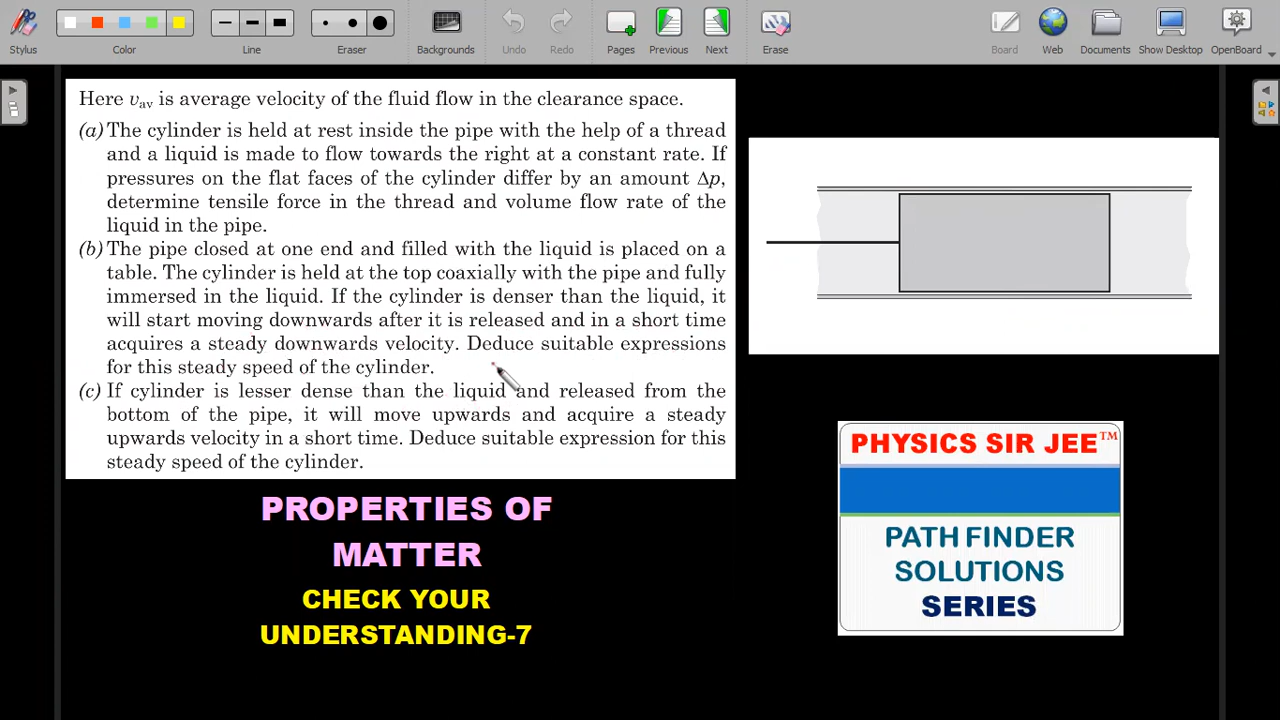 Stylus
Color
Line
Eraser
Backgrounds
Undo
Redo
Pages
Previous
Next
Erase
Board
Web
Documents
Show Desktop
OpenBoard
Here vav is average velocity of the fluid flow in the clearance space.
(a) The cylinder is held at rest inside the pipe with the help of a thread
and a liquid is made to flow towards the right at a constant rate. If
pressures on the flat faces of the cylinder differ by an amount Δp,
determine tensile force in the thread and volume flow rate of the
liquid in the pipe.
(b) The pipe closed at one end and filled with the liquid is placed on a
table. The cylinder is held at the top coaxially with the pipe and fully
immersed in the liquid. If the cylinder is denser than the liquid, it
will start moving downwards after it is released and in a short time
acquires a steady downwards velocity. Deduce suitable expressions
for this steady speed of the cylinder.
(c) If cylinder is lesser dense than the liquid and released from the
bottom of the pipe, it will move upwards and acquire a steady
upwards velocity in a short time. Deduce suitable expression for this
steady speed of the cylinder.
PROPERTIES OF
MATTER
CHECK YOUR
UNDERSTANDING-7
PHYSICS SIR JEE™
PATH FINDER
SOLUTIONS
SERIES